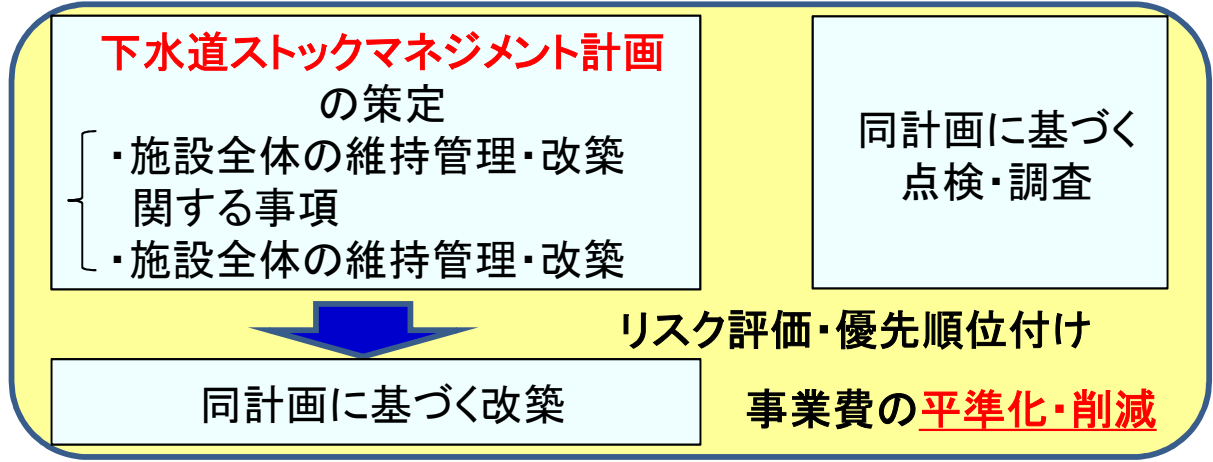 下水道ストックマネジメント計画
の策定
・施設全体の維持管理・改築
関する事項
・施設全体の維持管理・改築
同計画に基づく
点検・調査
リスク評価・優先順位付け
同計画に基づく改築
事業費の平準化・削減